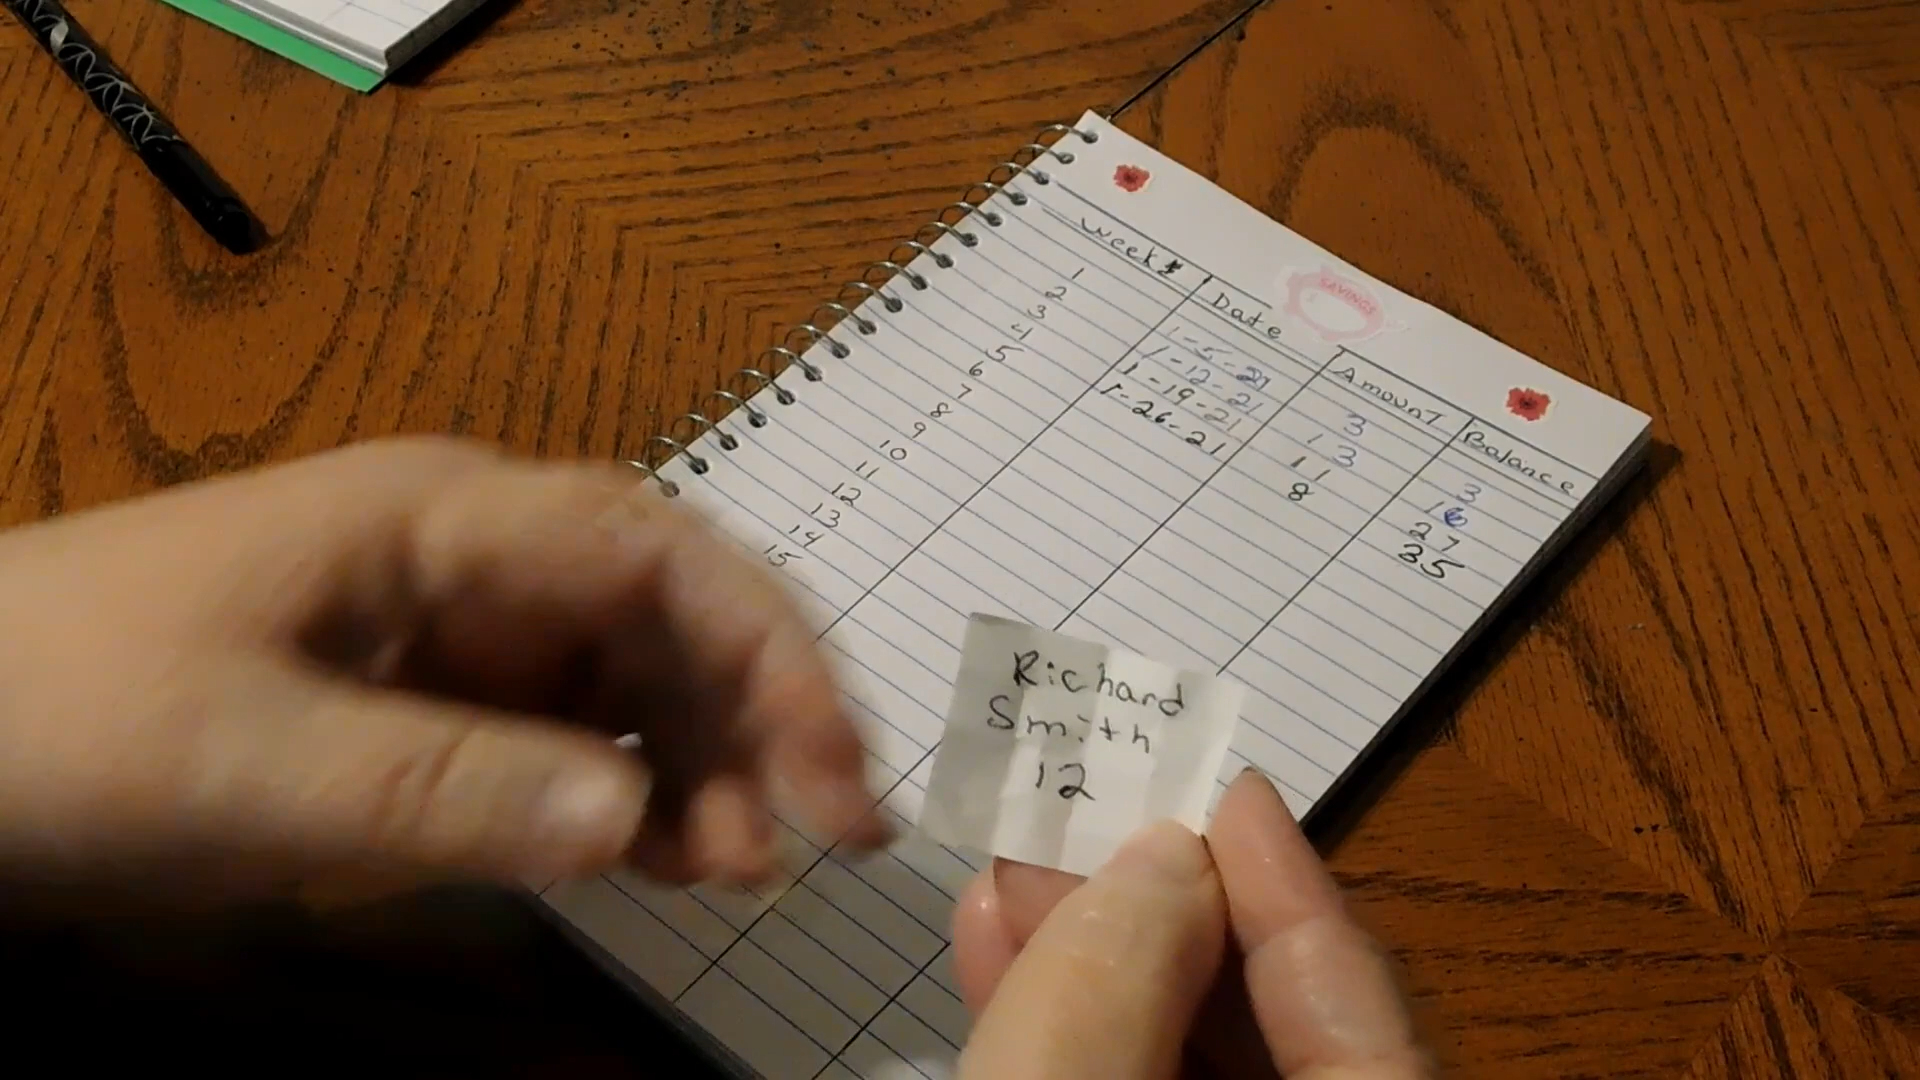 SAVINGS
Week# Date Amount Balance
1 1-5-21 3 3
2 1-12-21 13 16
3 1-19-21 11 27
4 1-26-21 8 35
5
6
7
8
9
10
11
12
13
14
15
Richard
Smith
12